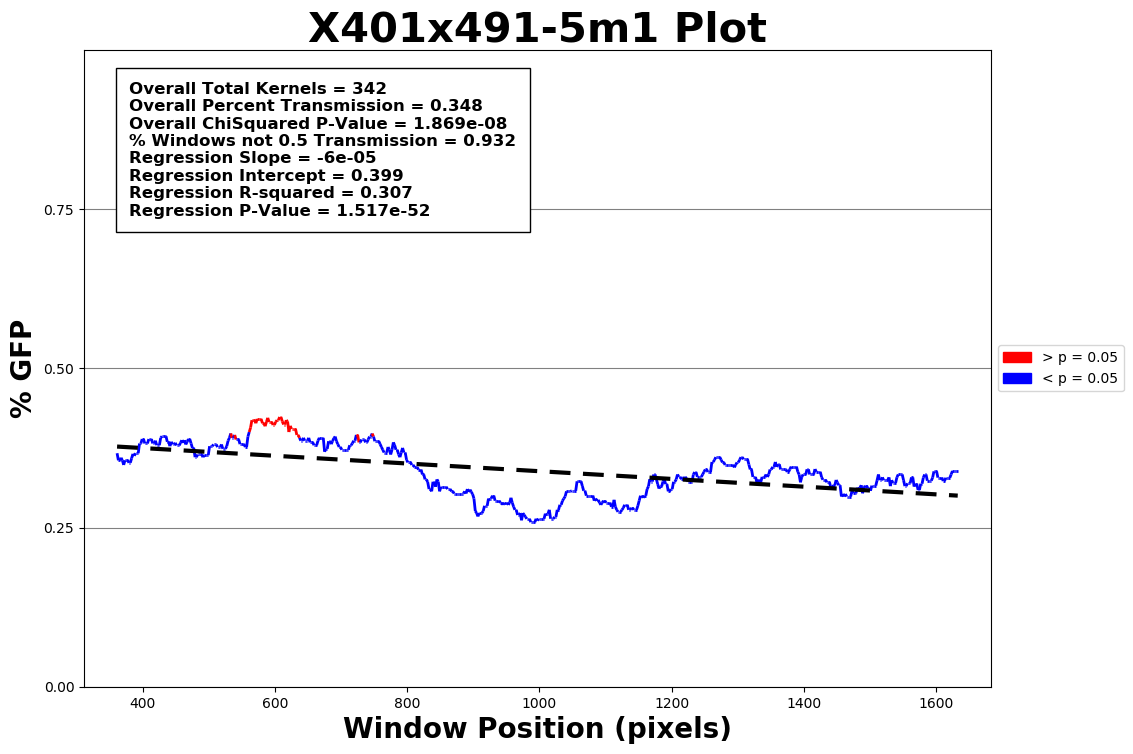 X401x491-5m1 Plot
Overall Total Kernels = 342
Overall Percent Transmission = 0.348
Overall ChiSquared P-Value = 1.869e-08
% Windows not 0.5 Transmission = 0.932
Regression Slope = -6e-05
Regression Intercept = 0.399
Regression R-squared = 0.307
Regression P-Value = 1.517e-52
0.75
0.50
0.25
0.00
% GFP
> p = 0.05
< p = 0.05
400 600 800 1000 1200 1400 1600
Window Position (pixels)